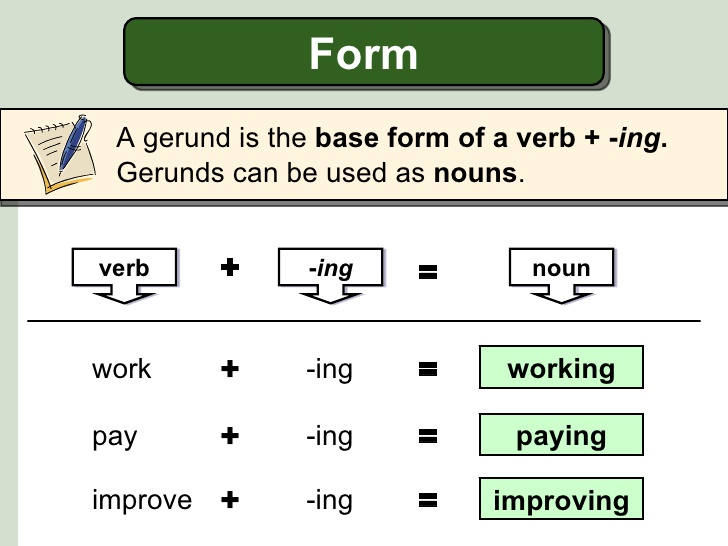 Form
A gerund is the base form of a verb + -ing.
Gerunds can be used as nouns.
verb + -ing = noun
work + -ing = working
pay + -ing = paying
improve + -ing = improving